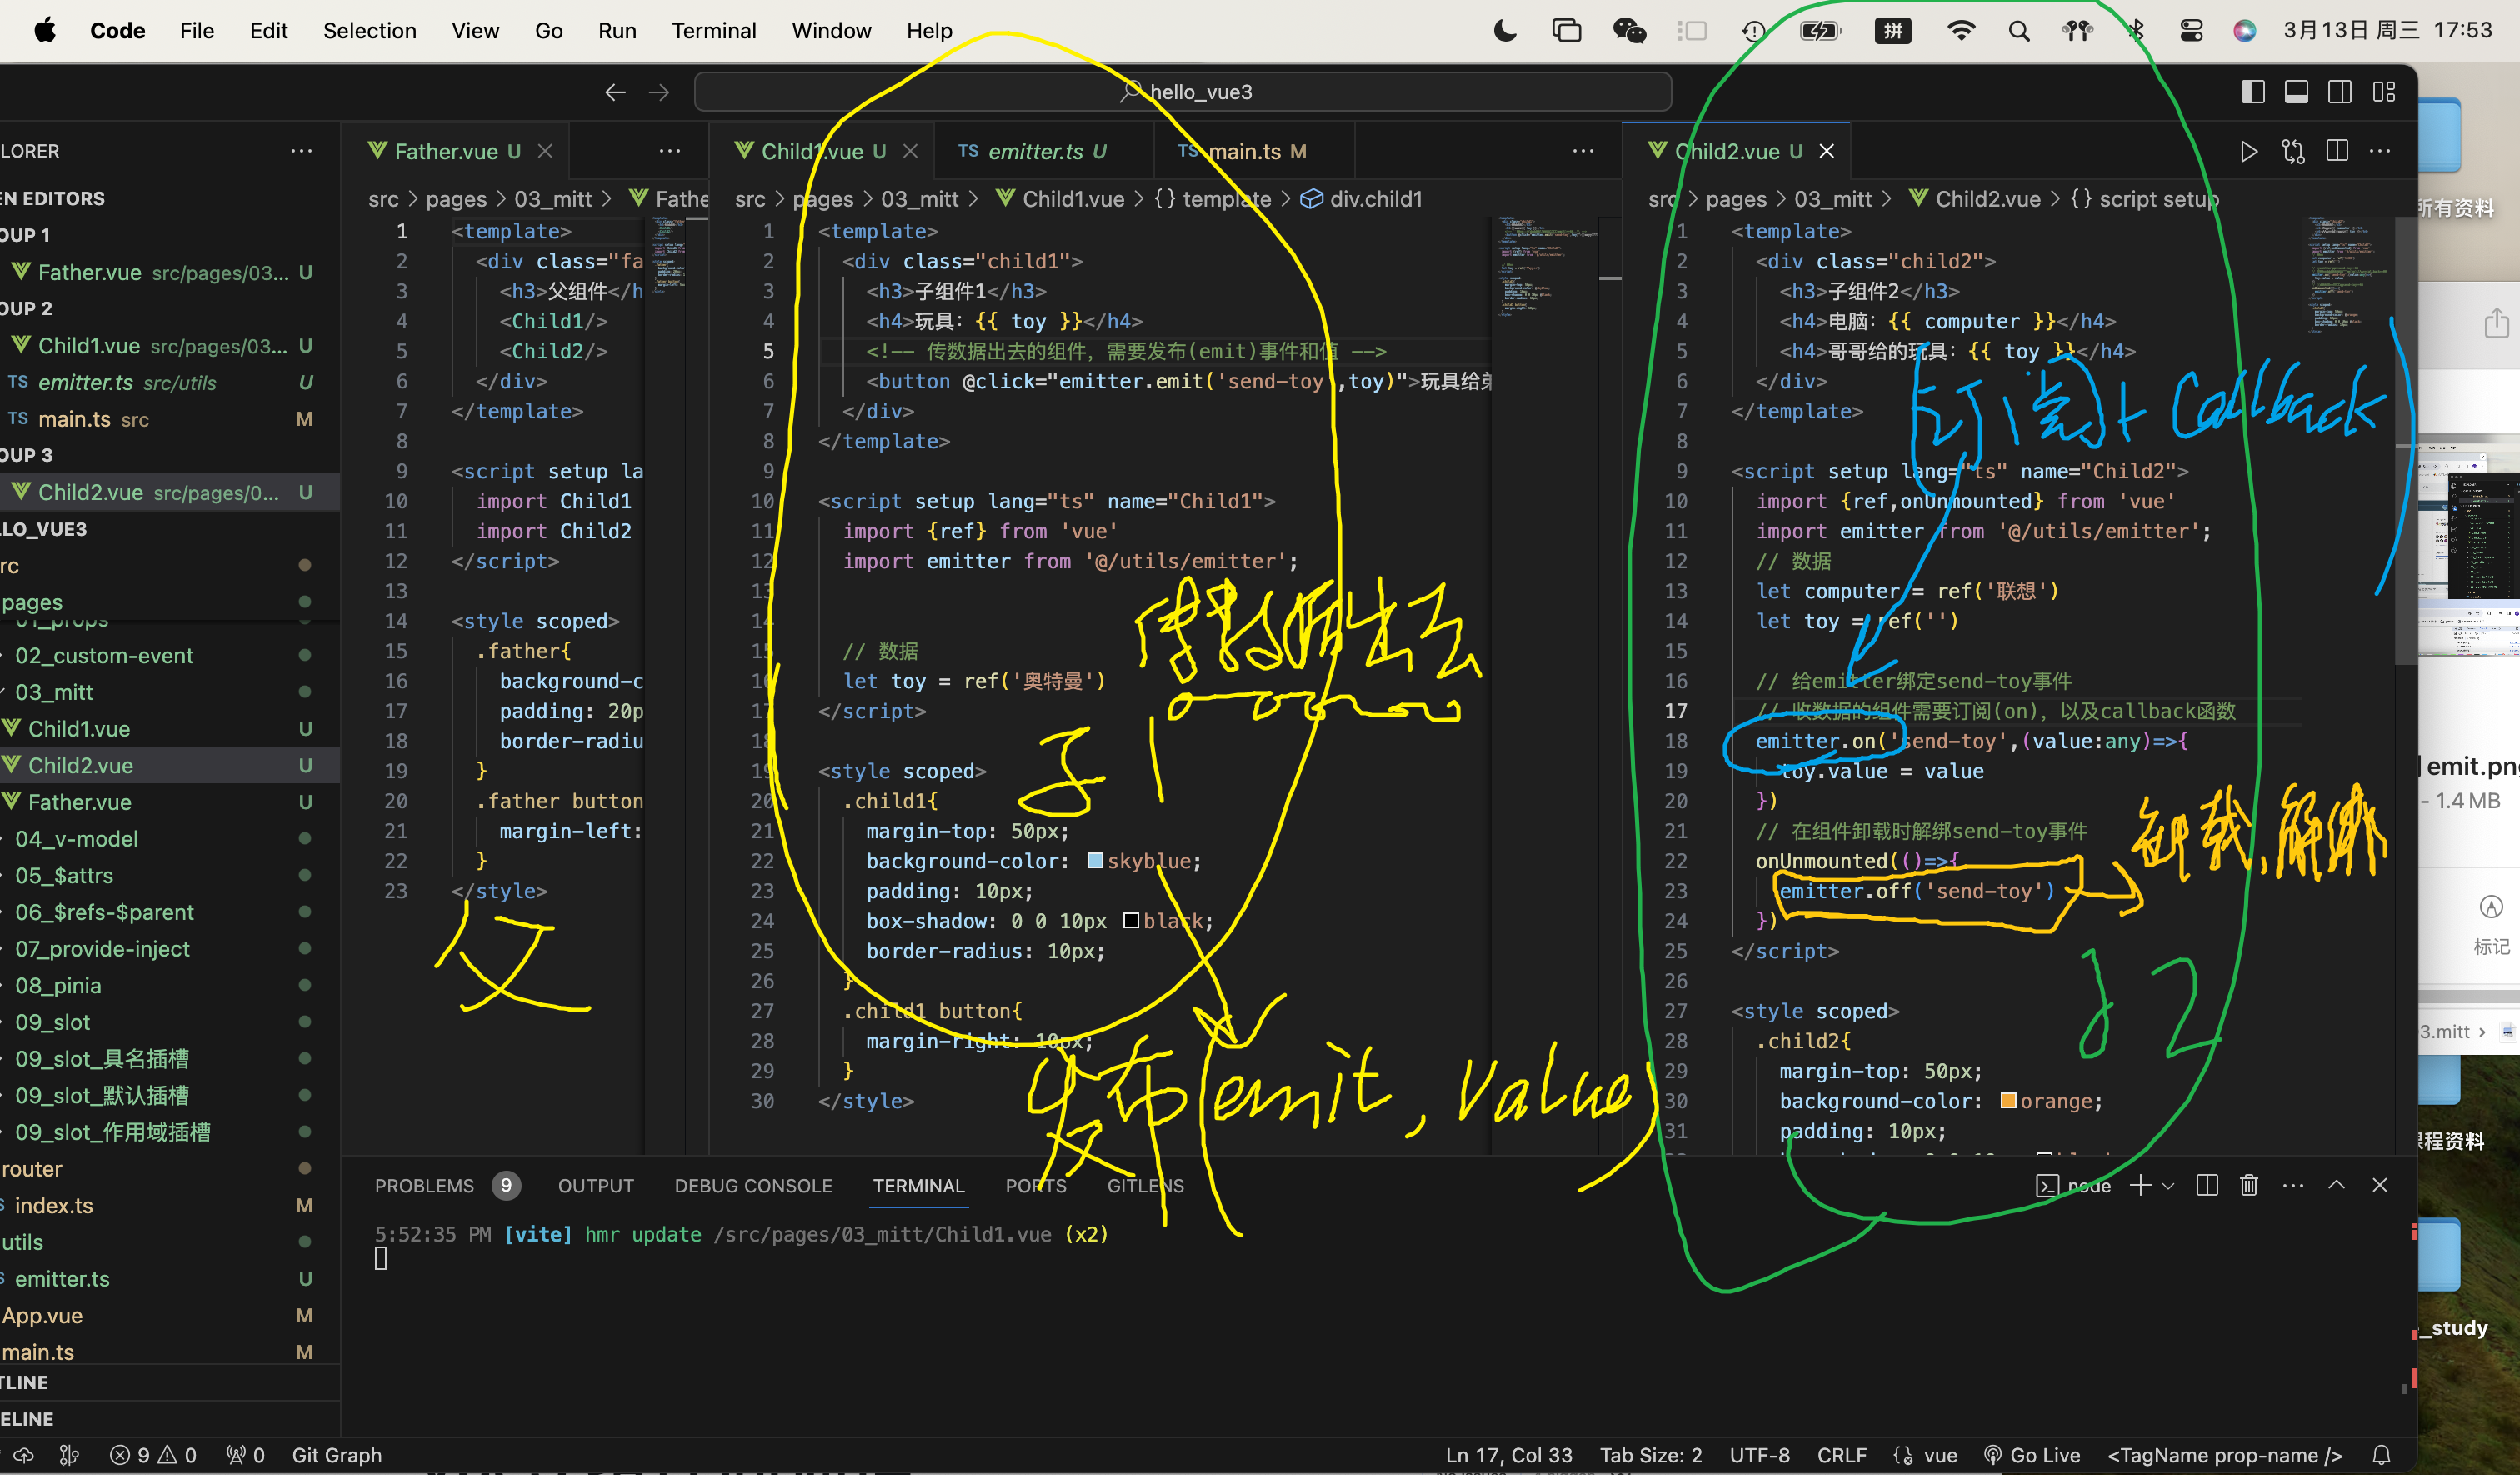 Code File Edit Selection View Go Run Terminal Window Help 拼 3月13日 周三 17:53
hello_vue3
LORER
EN EDITORS
OUP 1
Father.vue src/pages/03... U
OUP 2
Child1.vue src/pages/03... U
TS emitter.ts src/utils U
TS main.ts src M
OUP 3
Child2.vue src/pages/0... U
LLO_VUE3
rc
pages
01_props
02_custom-event
03_mitt
Child1.vue U
Child2.vue U
Father.vue U
04_v-model
05_$attrs
06_$refs-$parent
07_provide-inject
08_pinia
09_slot
09_slot_具名插槽
09_slot_默认插槽
09_slot_作用域插槽
router
index.ts M
utils
emitter.ts U
App.vue M
main.ts M
TLINE
ELINE
Father.vue U
src > pages > 03_mitt > Fathe
1 <template>
2 <div class="fa
3 <h3>父组件</h
4 <Child1/>
5 <Child2/>
6 </div>
7 </template>
8
9 <script setup la
10 import Child1
11 import Child2
12 </script>
13
14 <style scoped>
15 .father{
16 background-c
17 padding: 20p
18 border-radiu
19 }
20 .father button
21 margin-left:
22 }
23 </style>
父
Child1.vue U TS emitter.ts U TS main.ts M
src > pages > 03_mitt > Child1.vue > {} template > div.child1
1 <template>
2 <div class="child1">
3 <h3>子组件1</h3>
4 <h4>玩具：{{ toy }}</h4>
5 <!-- 传数据出去的组件，需要发布(emit)事件和值 -->
6 <button @click="emitter.emit('send-toy',toy)">玩具给弟
7 </div>
8 </template>
9
10 <script setup lang="ts" name="Child1">
11 import {ref} from 'vue'
12 import emitter from '@/utils/emitter';
13
14
15 // 数据
16 let toy = ref('奥特曼')
17 </script>
18
19 <style scoped>
20 .child1{
21 margin-top: 50px;
22 background-color: skyblue;
23 padding: 10px;
24 box-shadow: 0 0 10px black;
25 border-radius: 10px;
26 }
27 .child1 button{
28 margin-right: 10px;
29 }
30 </style>
传数据出去
子1
发布(emit, value)
Child2.vue U
src > pages > 03_mitt > Child2.vue > {} script setup
1 <template>
2 <div class="child2">
3 <h3>子组件2</h3>
4 <h4>电脑：{{ computer }}</h4>
5 <h4>哥哥给的玩具：{{ toy }}</h4>
6 </div>
7 </template>
8
9 <script setup lang="ts" name="Child2">
10 import {ref,onUnmounted} from 'vue'
11 import emitter from '@/utils/emitter';
12 // 数据
13 let computer = ref('联想')
14 let toy = ref('')
15
16 // 给emitter绑定send-toy事件
17 // 收数据的组件需要订阅(on)，以及callback函数
18 emitter.on('send-toy',(value:any)=>{
19 toy.value = value
20 })
21 // 在组件卸载时解绑send-toy事件
22 onUnmounted(()=>{
23 emitter.off('send-toy')
24 })
25 </script>
26
27 <style scoped>
28 .child2{
29 margin-top: 50px;
30 background-color: orange;
31 padding: 10px;
订阅+Callback
卸载,解绑
子2
PROBLEMS 9 OUTPUT DEBUG CONSOLE TERMINAL PORTS GITLENS node
5:52:35 PM [vite] hmr update /src/pages/03_mitt/Child1.vue (x2)
9 0 0 Git Graph Ln 17, Col 33 Tab Size: 2 UTF-8 CRLF vue Go Live <TagName prop-name />
所有资料
emit.pn
- 1.4 MB
标记
3.mitt >
程资料
_study